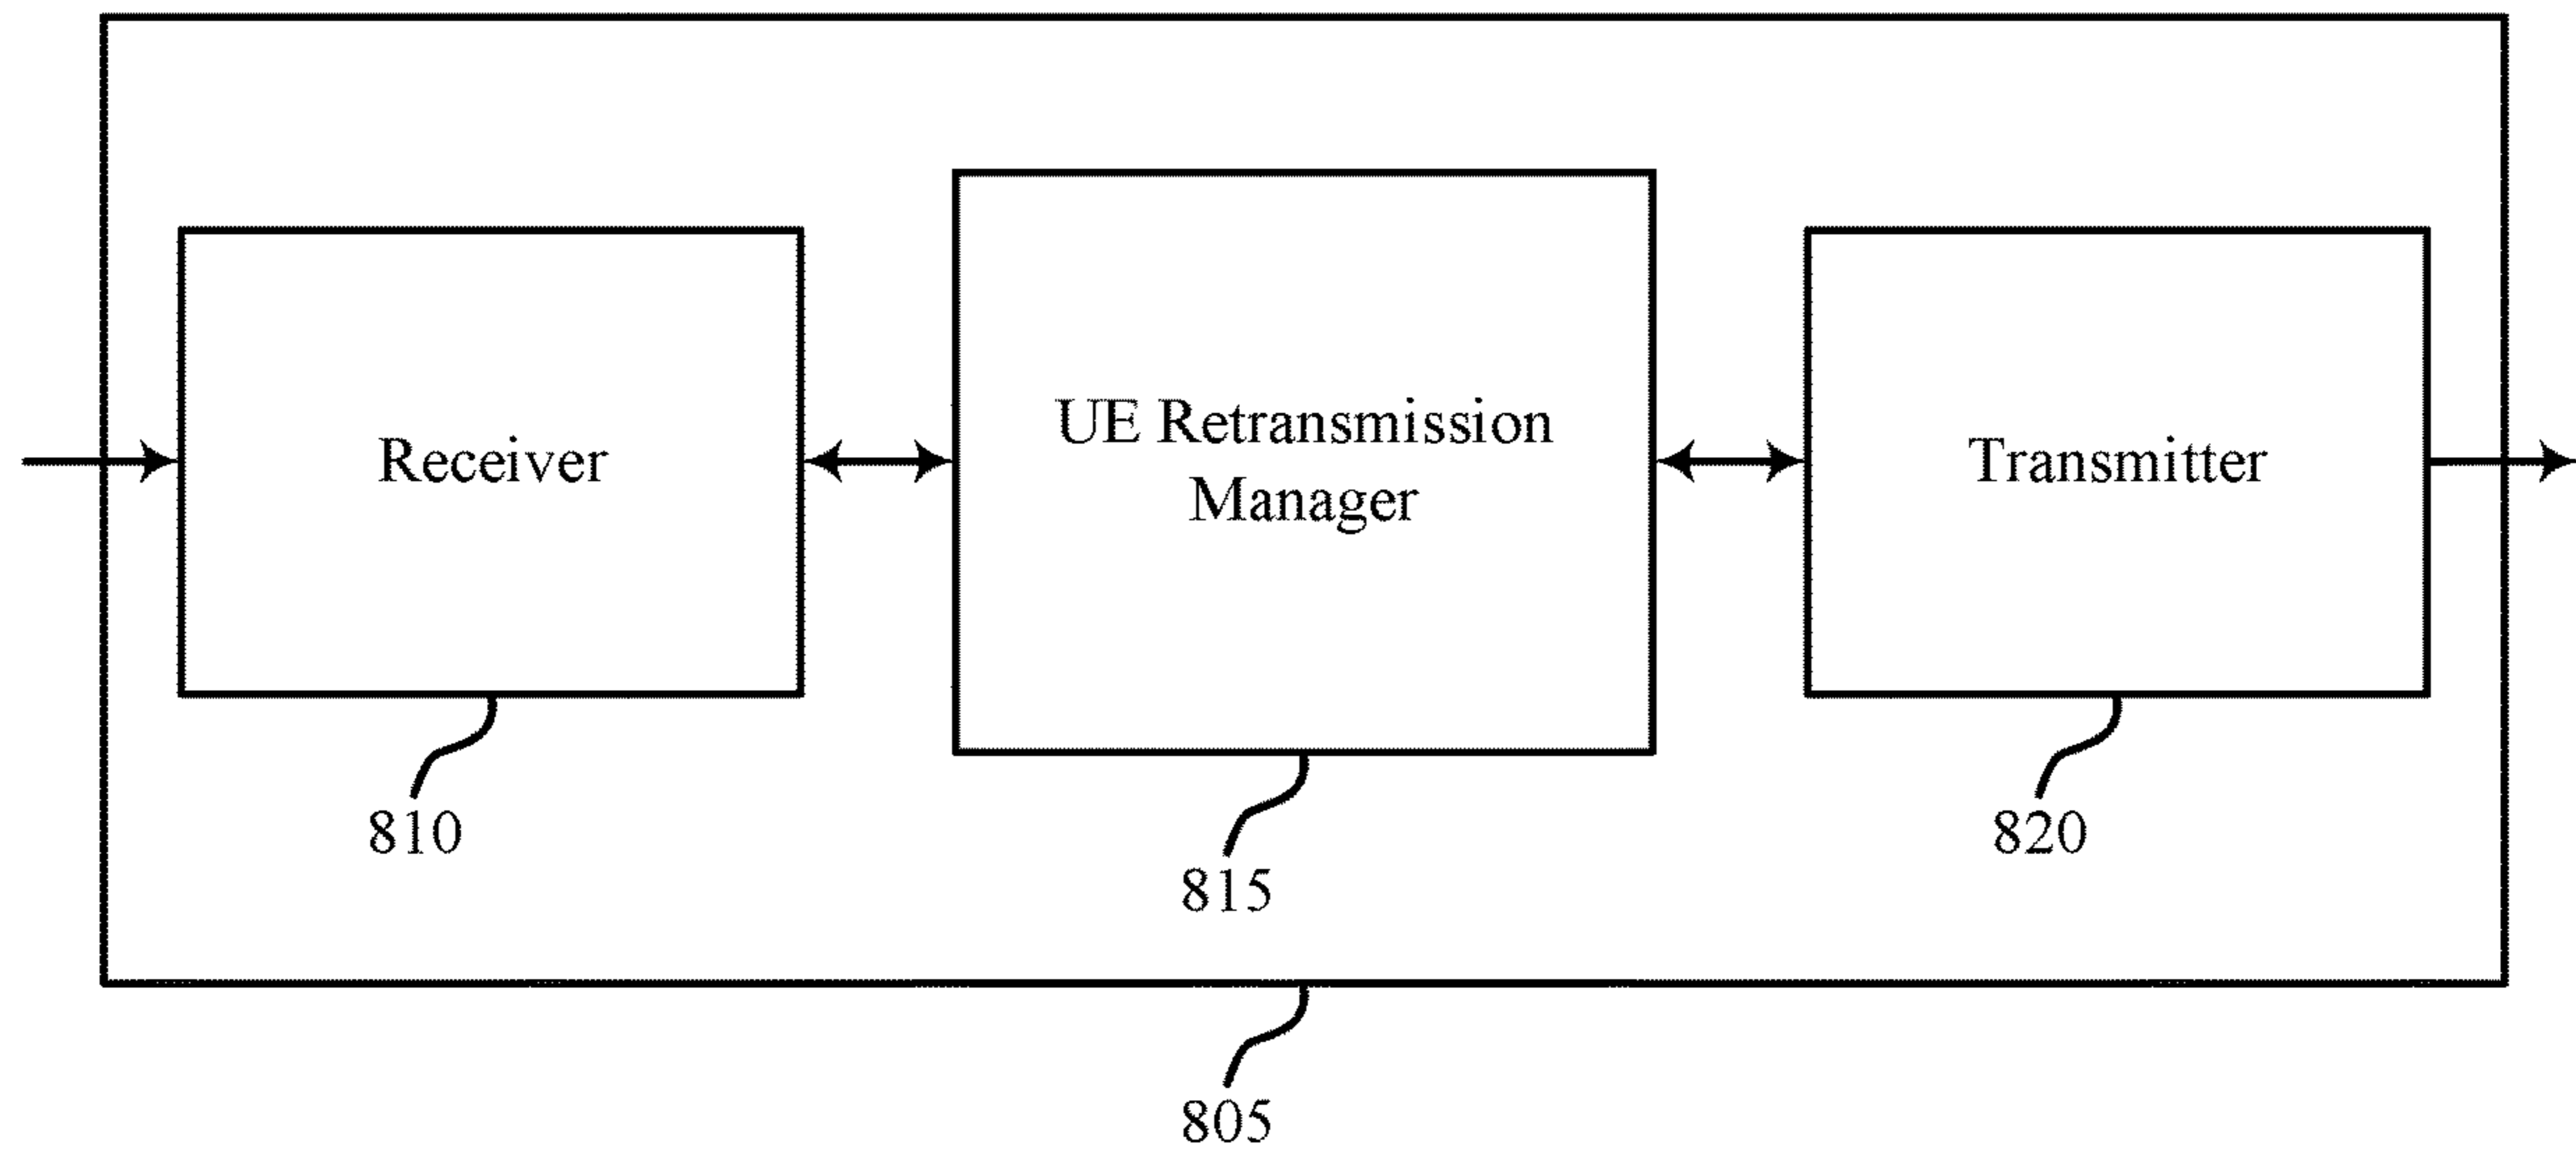 Receiver
UE Retransmission
Manager
Transmitter
810
815
820
805